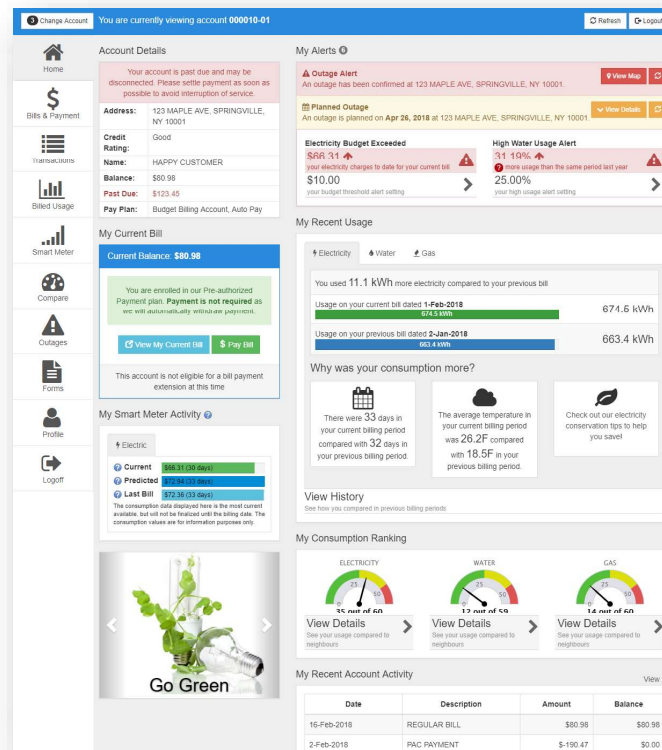 3 Change Account
You are currently viewing account 000010-01
Refresh
Logout
Home
Bills & Payment
Transactions
Billed Usage
Smart Meter
Compare
Outages
Forms
Profile
Logoff
Account Details
Your account is past due and may be
disconnected. Please settle payment as soon as
possible to avoid interruption of service.
Address: 123 MAPLE AVE, SPRINGVILLE,
NY 10001
Credit Good
Rating:
Name: HAPPY CUSTOMER
Balance: $80.98
Past Due: $123.45
Pay Plan: Budget Billing Account, Auto Pay
My Current Bill
Current Balance: $80.98
You are enrolled in our Pre-authorized
Payment plan. Payment is not required as
we will automatically withdraw payment.
View My Current Bill
$ Pay Bill
This account is not eligible for a bill payment
extension at this time
My Smart Meter Activity ?
Electric
? Current $66.31 (30 days)
? Predicted $72.94 (33 days)
? Last Bill $72.36 (33 days)
The consumption data displayed here is the most current
available, but will not be finalized until the billing date. The
consumption values are for information purposes only.
Go Green
My Alerts
Outage Alert
An outage has been confirmed at 123 MAPLE AVE, SPRINGVILLE, NY 10001.
View Map
Planned Outage
An outage is planned on Apr 26, 2018 at 123 MAPLE AVE, SPRINGVILLE, NY 10001.
View Details
Electricity Budget Exceeded
$66.31
your electricity charges to date for your current bill
$10.00
your budget threshold alert setting
High Water Usage Alert
31.19%
? more usage than the same period last year
25.00%
your high usage alert setting
My Recent Usage
Electricity
Water
Gas
You used 11.1 kWh more electricity compared to your previous bill
Usage on your current bill dated 1-Feb-2018
674.5 kWh
674.5 kWh
Usage on your previous bill dated 2-Jan-2018
663.4 kWh
663.4 kWh
Why was your consumption more?
There were 33 days in
your current billing period
compared with 32 days in
your previous billing period.
The average temperature in
your current billing period
was 26.2F compared
with 18.5F in your
previous billing period.
Check out our electricity
conservation tips to help
you save!
View History
See how you compared in previous billing periods
My Consumption Ranking
ELECTRICITY
0 25 50
35 out of 60
View Details
See your usage compared to
neighbours
WATER
0 25 50
12 out of 59
View Details
See your usage compared to
neighbours
GAS
0 25 50
14 out of 60
View Details
See your usage compared to
neighbours
My Recent Account Activity
View
Date Description Amount Balance
16-Feb-2018 REGULAR BILL $80.98 $80.98
2-Feb-2018 PAC PAYMENT $-190.47 $0.00